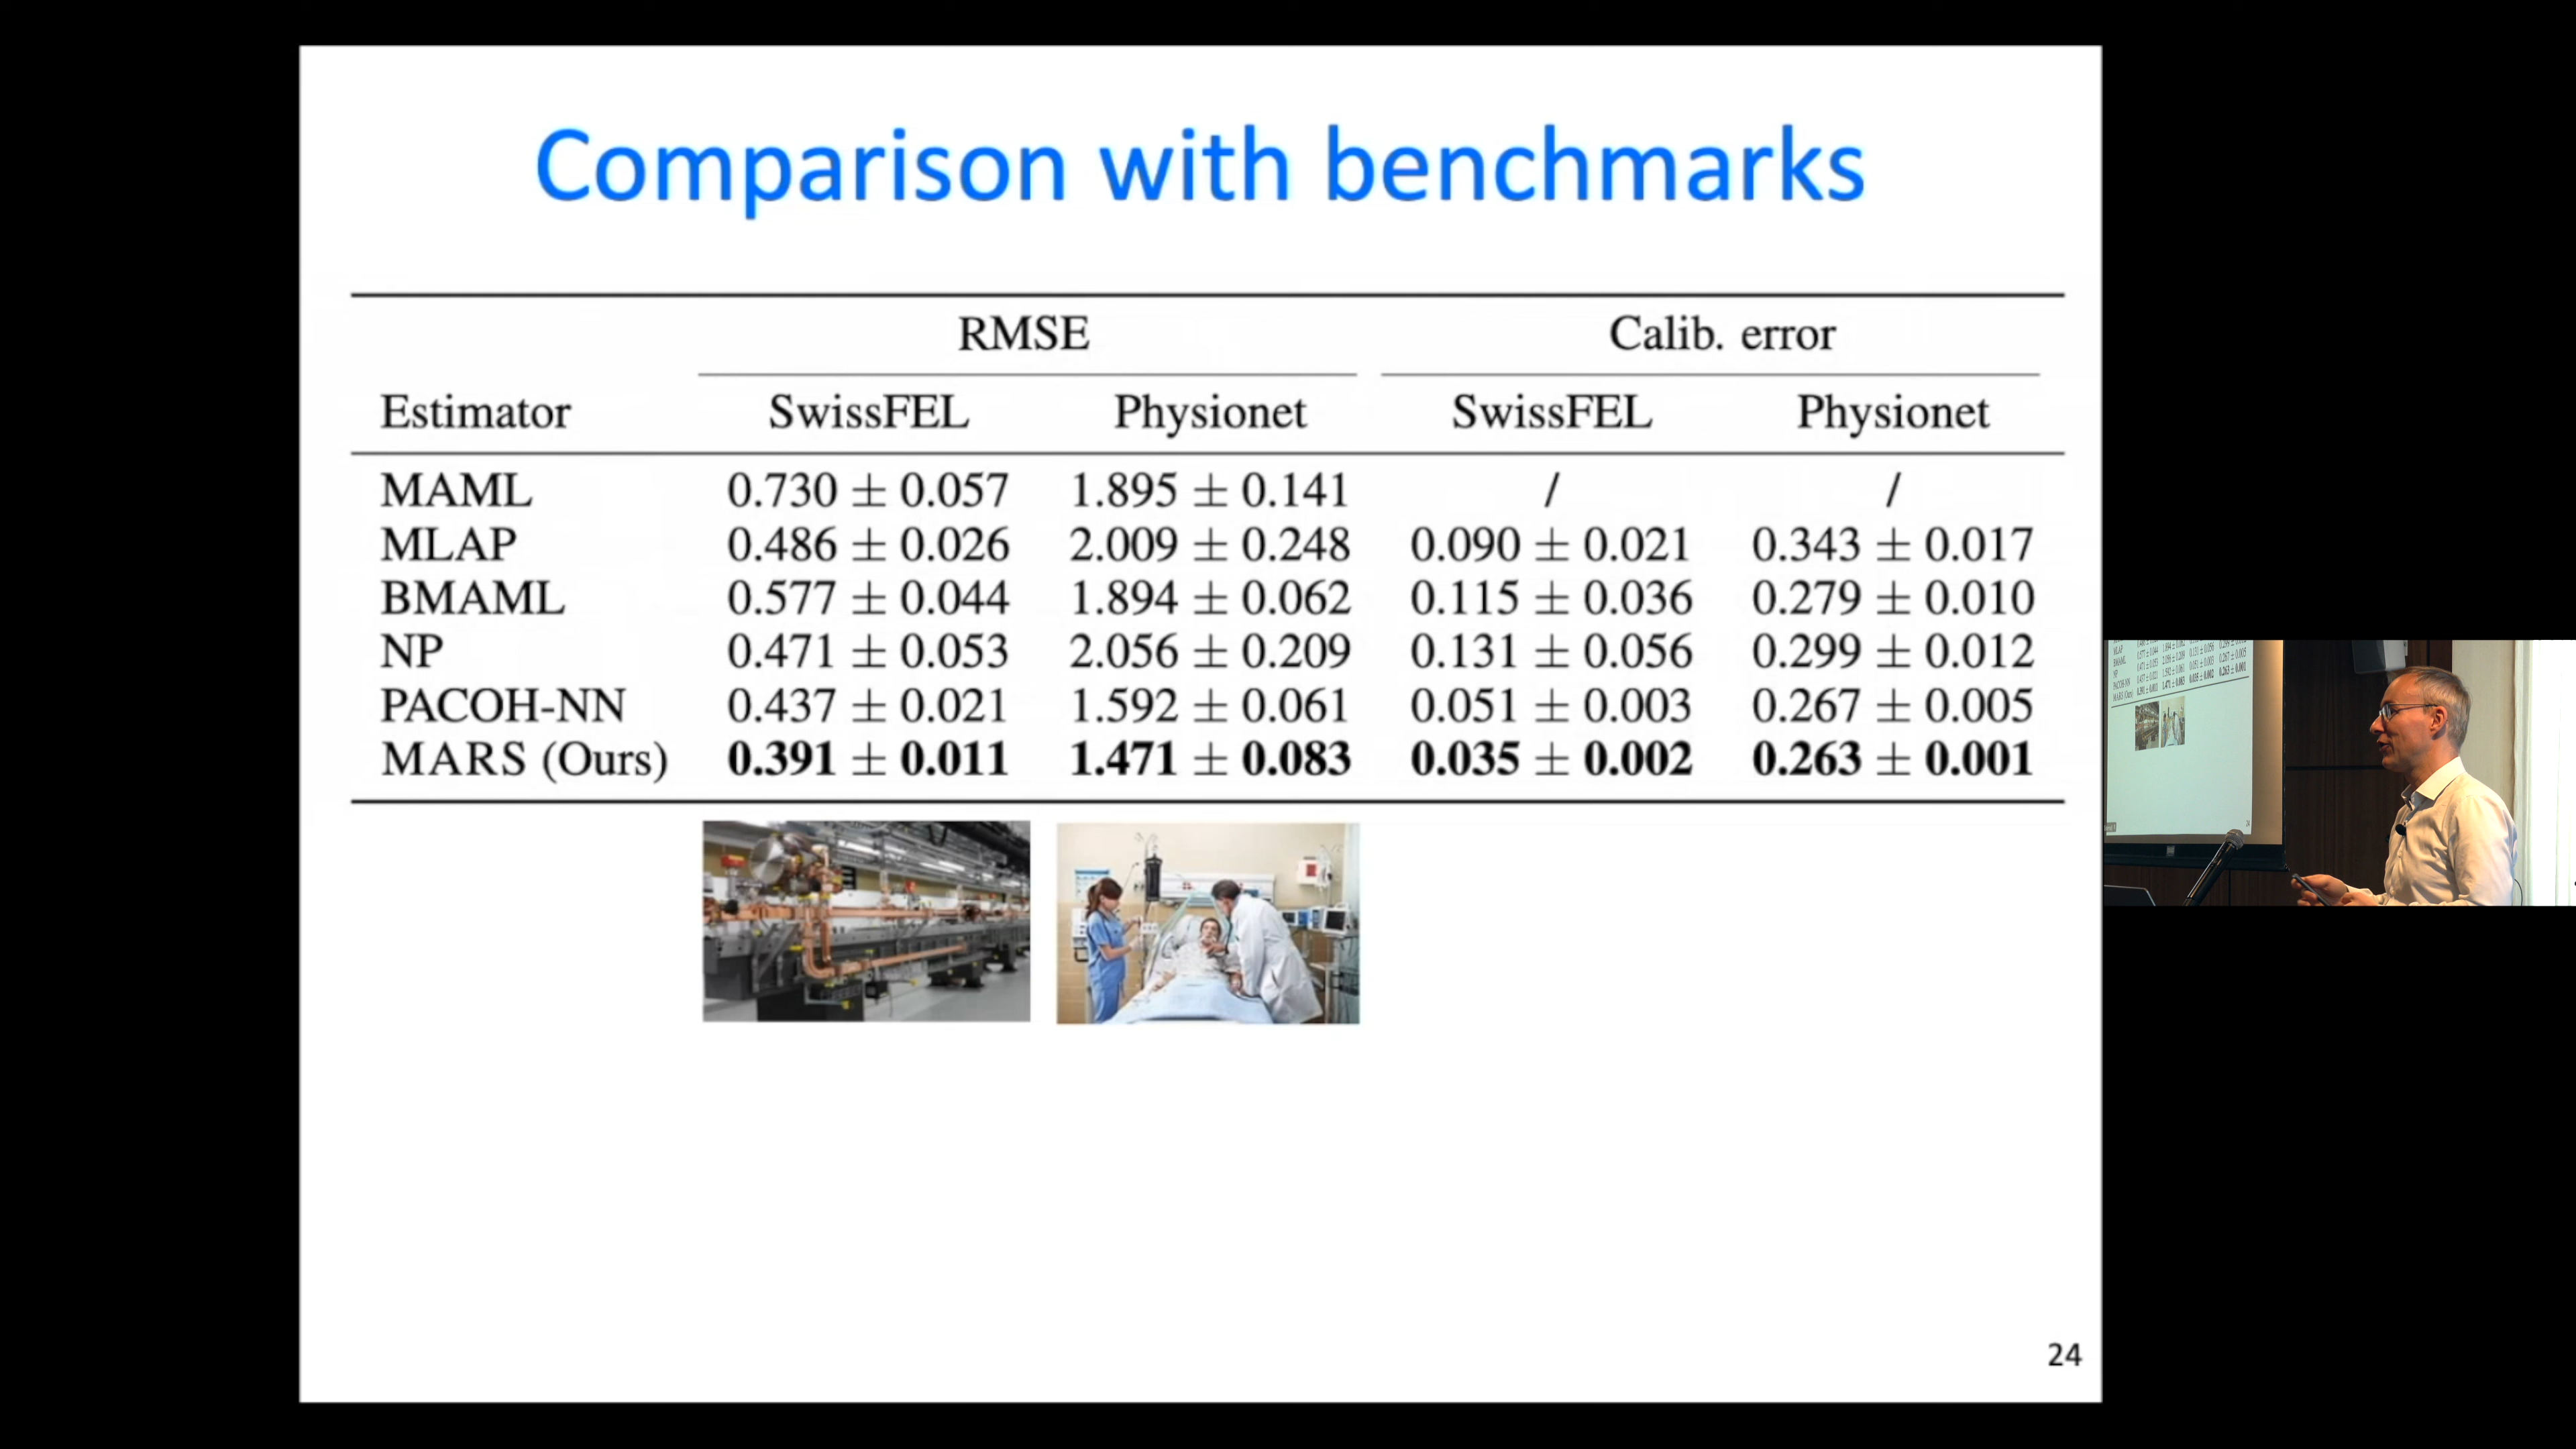 Comparison with benchmarks
RMSE Calib. error
Estimator SwissFEL Physionet SwissFEL Physionet
MAML 0.730 ± 0.057 1.895 ± 0.141 / /
MLAP 0.486 ± 0.026 2.009 ± 0.248 0.090 ± 0.021 0.343 ± 0.017
BMAML 0.577 ± 0.044 1.894 ± 0.062 0.115 ± 0.036 0.279 ± 0.010
NP 0.471 ± 0.053 2.056 ± 0.209 0.131 ± 0.056 0.299 ± 0.012
PACOH-NN 0.437 ± 0.021 1.592 ± 0.061 0.051 ± 0.003 0.267 ± 0.005
MARS (Ours) 0.391 ± 0.011 1.471 ± 0.083 0.035 ± 0.002 0.263 ± 0.001
24